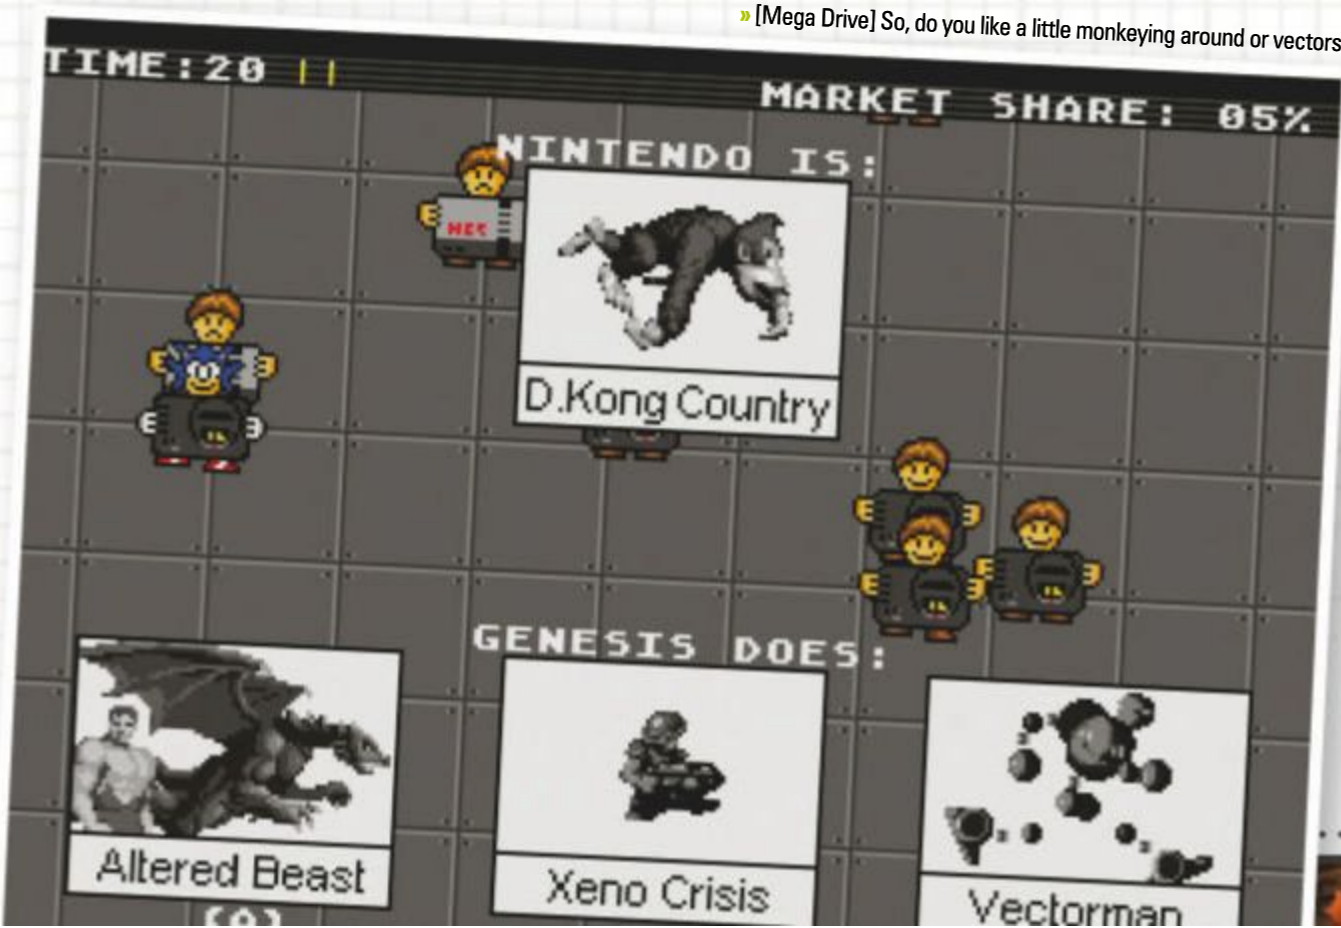 » [Mega Drive] So, do you like a little monkeying around or vectors
TIME:20 ||
MARKET SHARE: 05%
NINTENDO IS:
NES
D.Kong Country
GENESIS DOES:
Altered Beast
Xeno Crisis
Vectorman
(A)